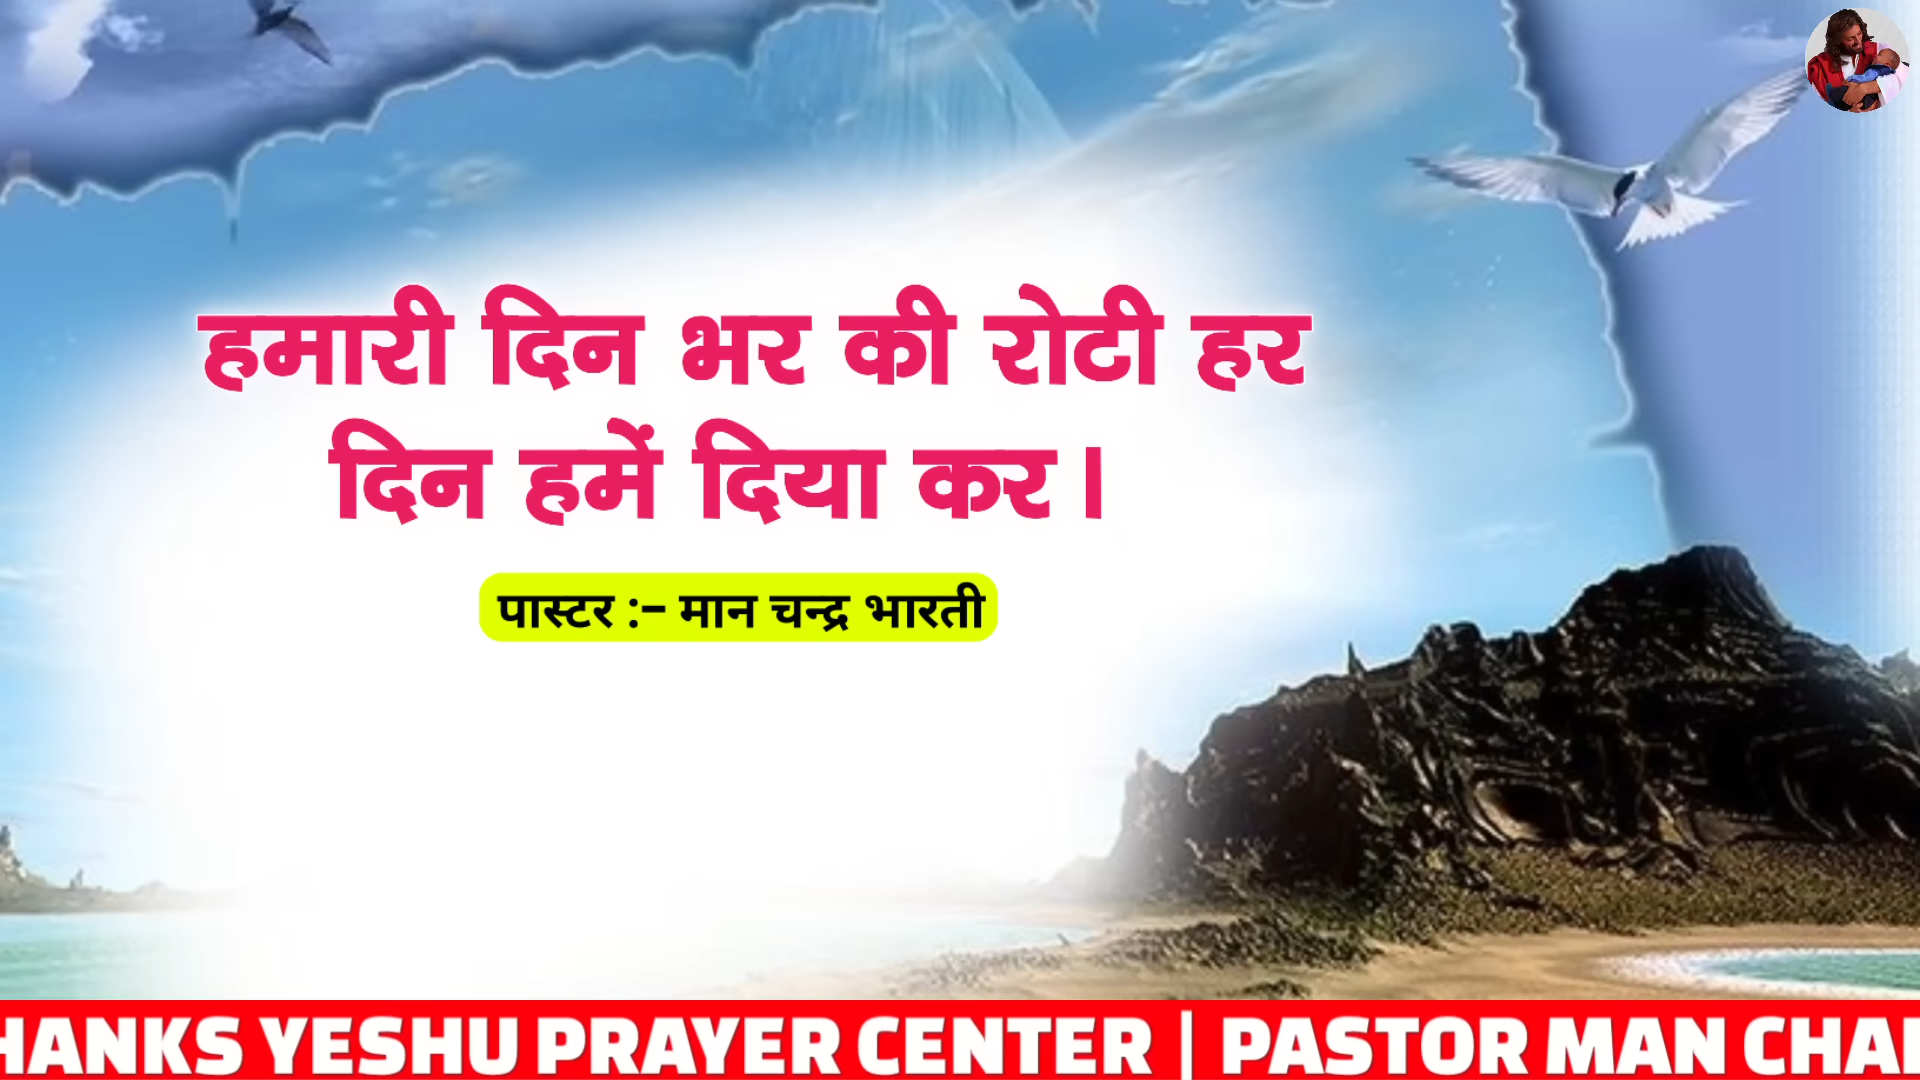 हमारी दिन भर की रोटी हर
दिन हमें दिया कर।
पास्टर :- मान चन्द्र भारती
HANKS YESHU PRAYER CENTER | PASTOR MAN CHA